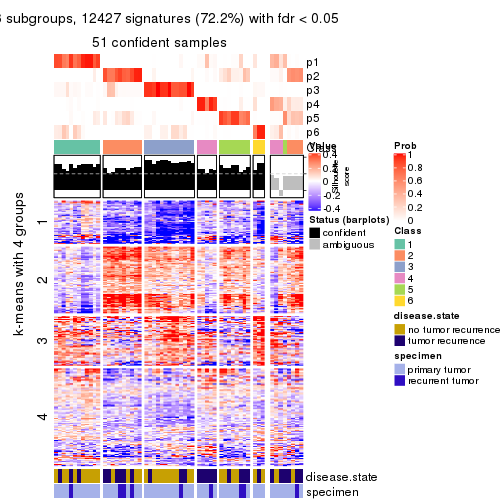 subgroups, 12427 signatures (72.2%) with fdr < 0.05
51 confident samples
p1
p2
p3
p4
p5
p6
Class
Value
0.4
0.2
0
-0.2
-0.4
Silhouette
score
Status (barplots)
confident
ambiguous
Prob
1
0.8
0.6
0.4
0.2
0
Class
1
2
3
4
5
6
disease.state
no tumor recurrence
tumor recurrence
specimen
primary tumor
recurrent tumor
k-means with 4 groups
1
2
3
4
disease.state
specimen